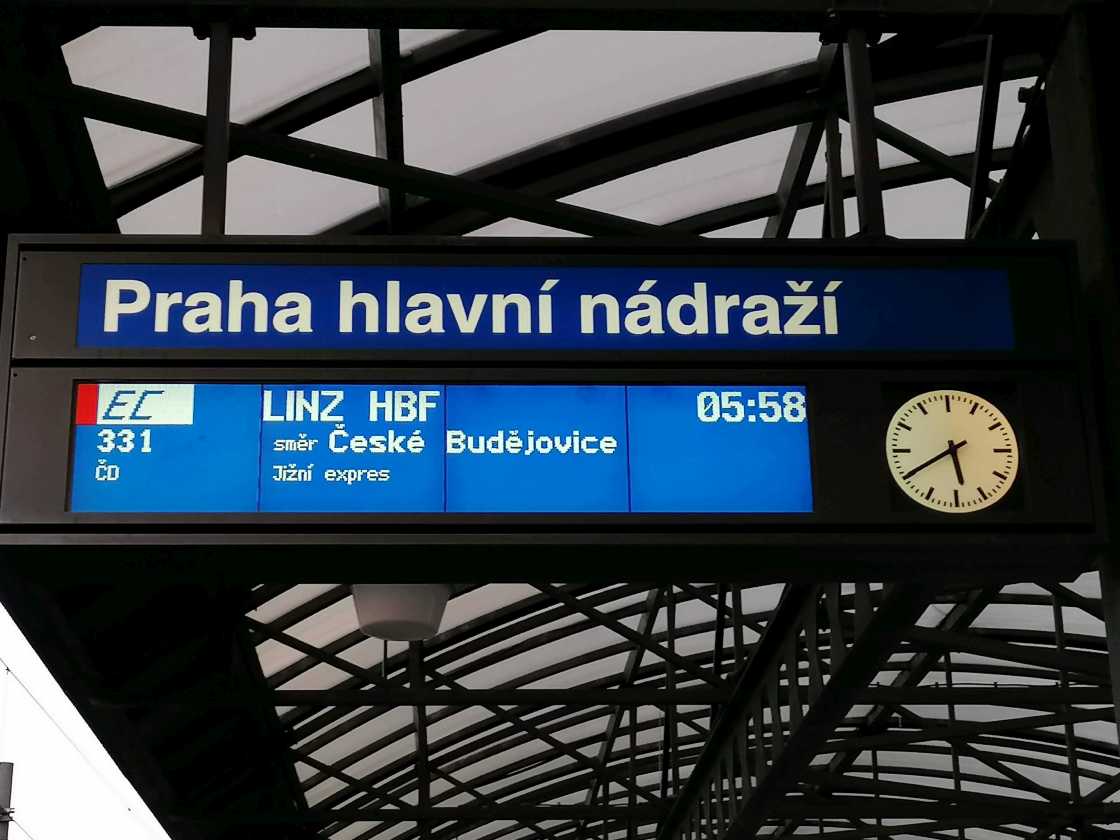 Praha hlavní nádraží
EC LINZ HBF 05:58
331 směr České Budějovice
ČD Jižní expres